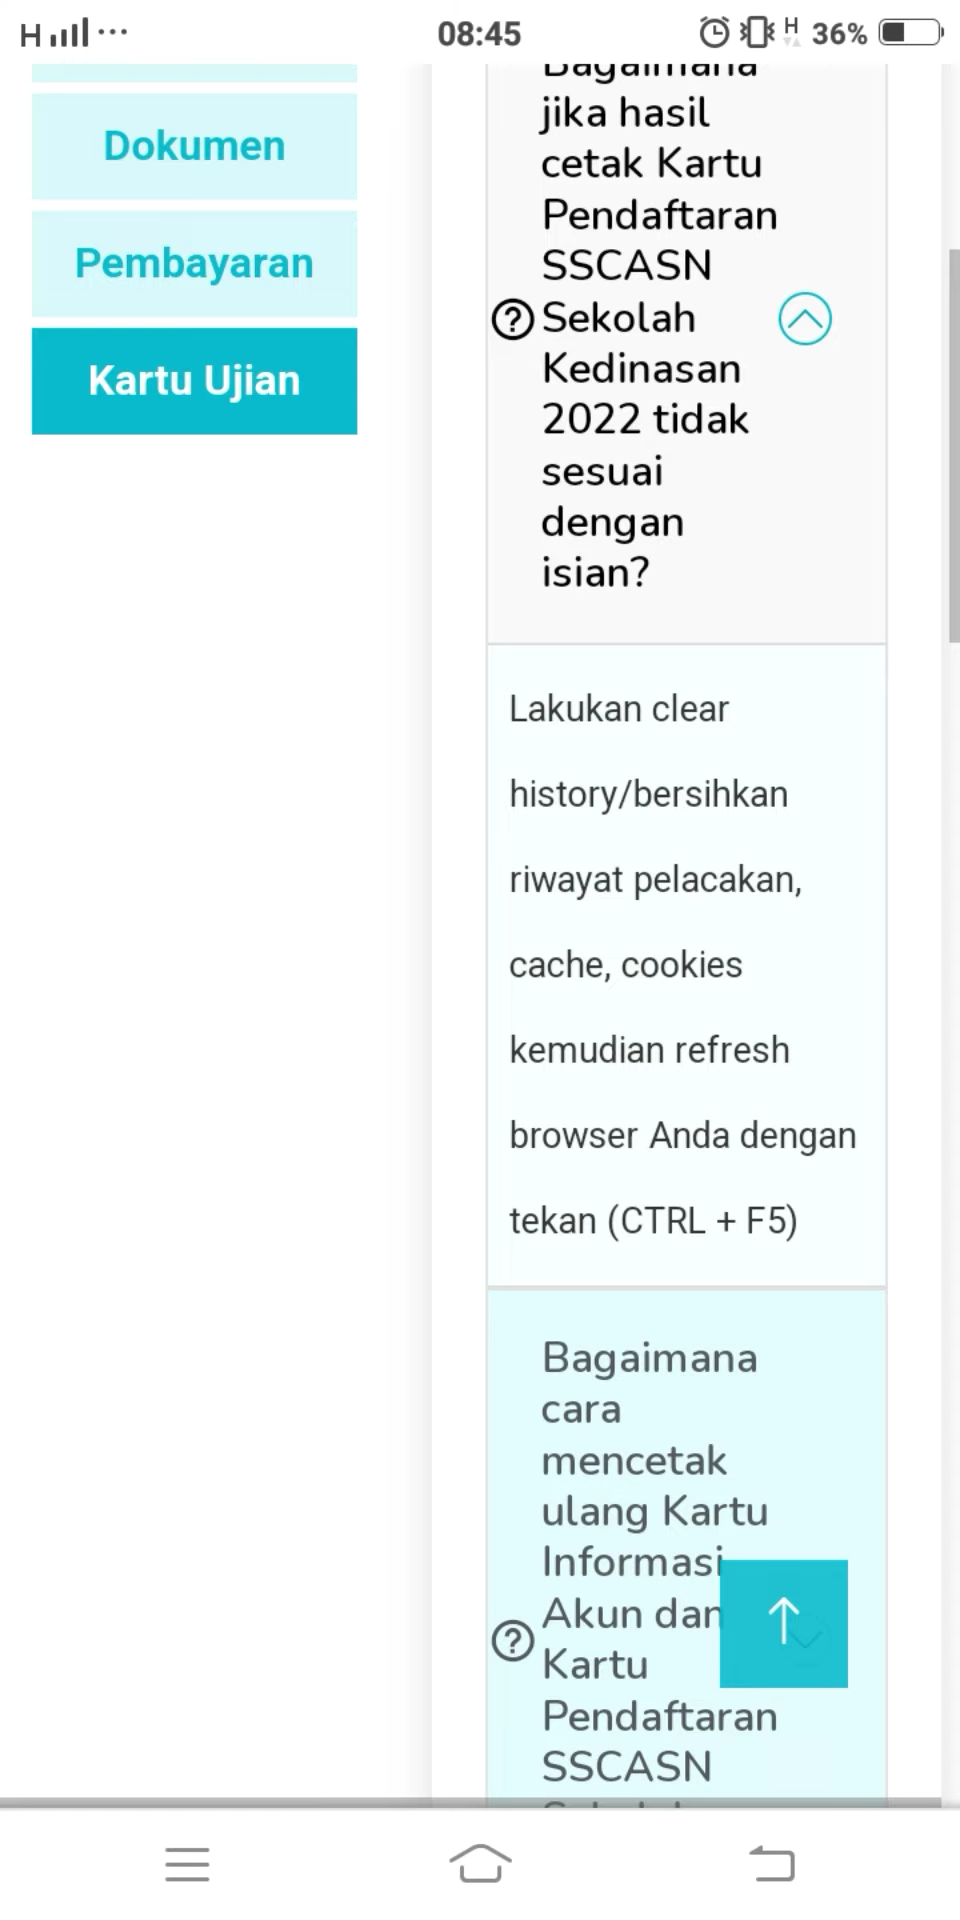 H
08:45
H
36%
Dokumen
Pembayaran
Kartu Ujian
Bagaimana
jika hasil
cetak Kartu
Pendaftaran
SSCASN
Sekolah
Kedinasan
2022 tidak
sesuai
dengan
isian?
Lakukan clear
history/bersihkan
riwayat pelacakan,
cache, cookies
kemudian refresh
browser Anda dengan
tekan (CTRL + F5)
Bagaimana
cara
mencetak
ulang Kartu
Informasi
Akun dan
Kartu
Pendaftaran
SSCASN